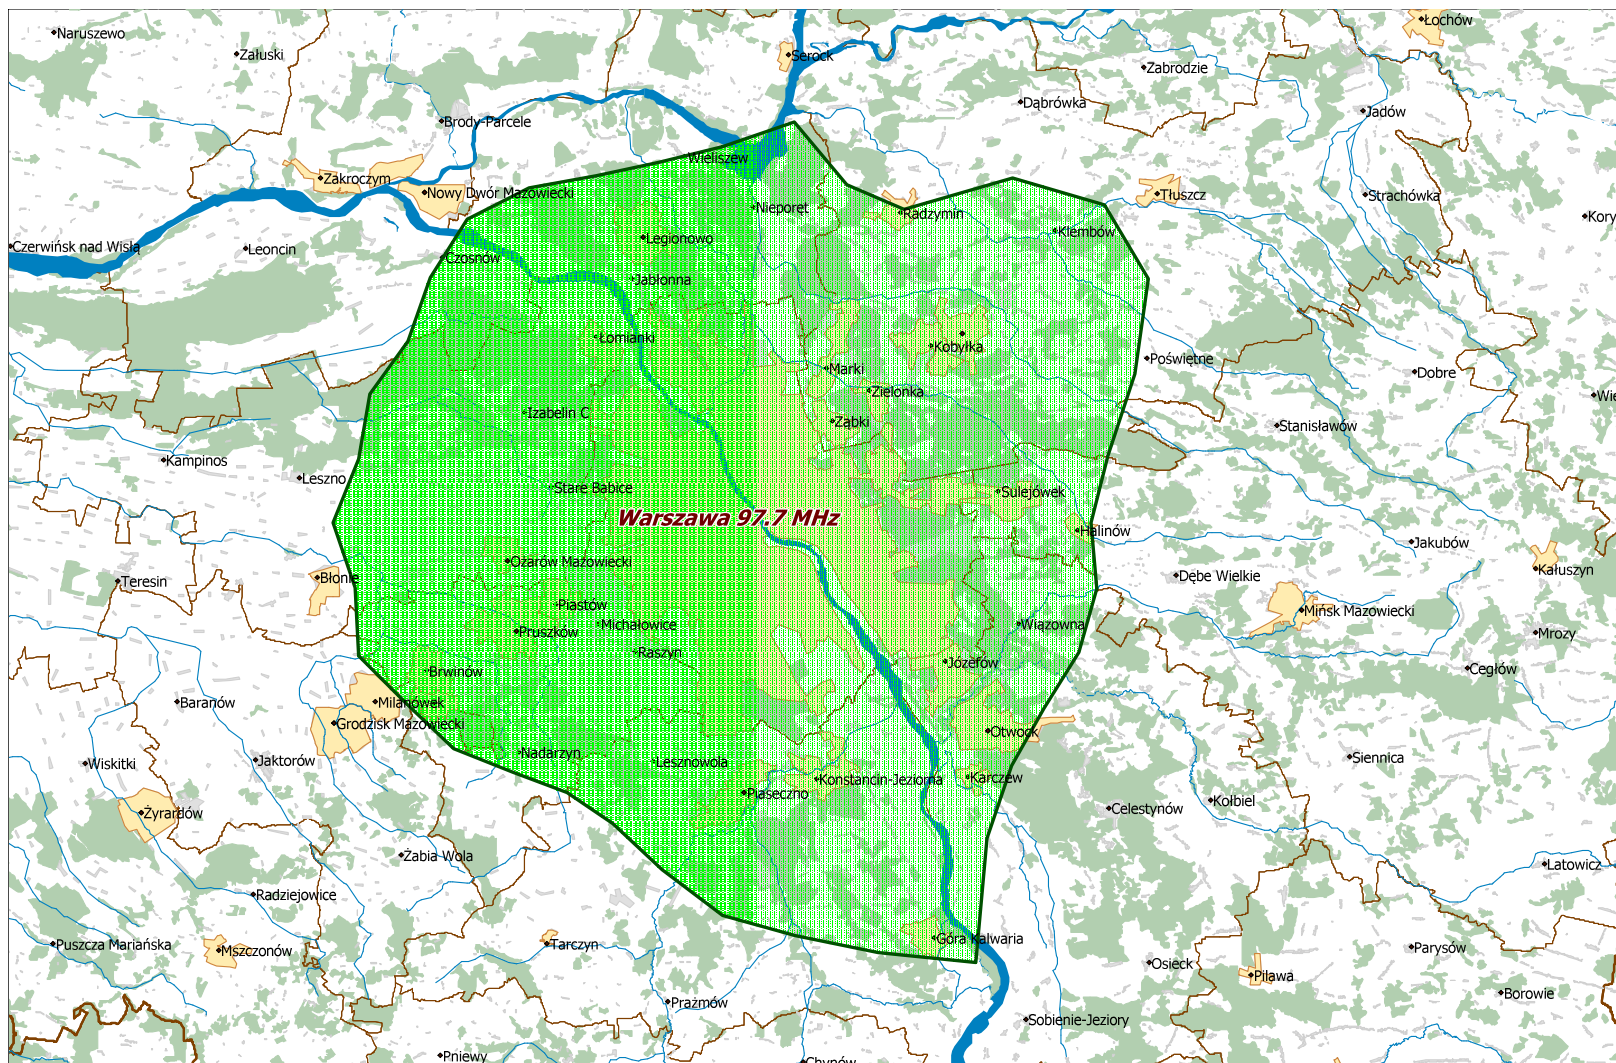 Naruszewo
Załuski
Serock
Łochów
Zabrodzie
Dąbrówka
Jadów
Brody-Parcele
Wieliszew
Zakroczym
Nowy Dwór Mazowiecki
Tłuszcz
Strachówka
Nieporęt
Radzymin
Kory
Czerwińsk nad Wisłą
Leoncin
Legionowo
Klembów
Czosnów
Jabłonna
Łomianki
Kobyłka
Poświętne
Marki
Dobre
Zielonka
Wie
Izabelin C
Ząbki
Stanisławów
Kampinos
Leszno
Stare Babice
Sulejówek
Warszawa 97.7 MHz
Halinów
Jakubów
Ożarów Mazowiecki
Kałuszyn
Teresin
Błonie
Dębe Wielkie
Piastów
Mińsk Mazowiecki
Pruszków
Michałowice
Wiązowna
Mrozy
Raszyn
Józefów
Cegłów
Brwinów
Baranów
Milanówek
Grodzisk Mazowiecki
Otwock
Nadarzyn
Siennica
Wiskitki
Jaktorów
Lesznowola
Konstancin-Jeziorna
Karczew
Piaseczno
Kołbiel
Celestynów
Żyrardów
Żabia Wola
Latowicz
Radziejowice
Puszcza Mariańska
Mszczonów
Tarczyn
Góra Kalwaria
Parysów
Osieck
Pilawa
Borowie
Prażmów
Sobienie-Jeziory
Pniewy
Chynów